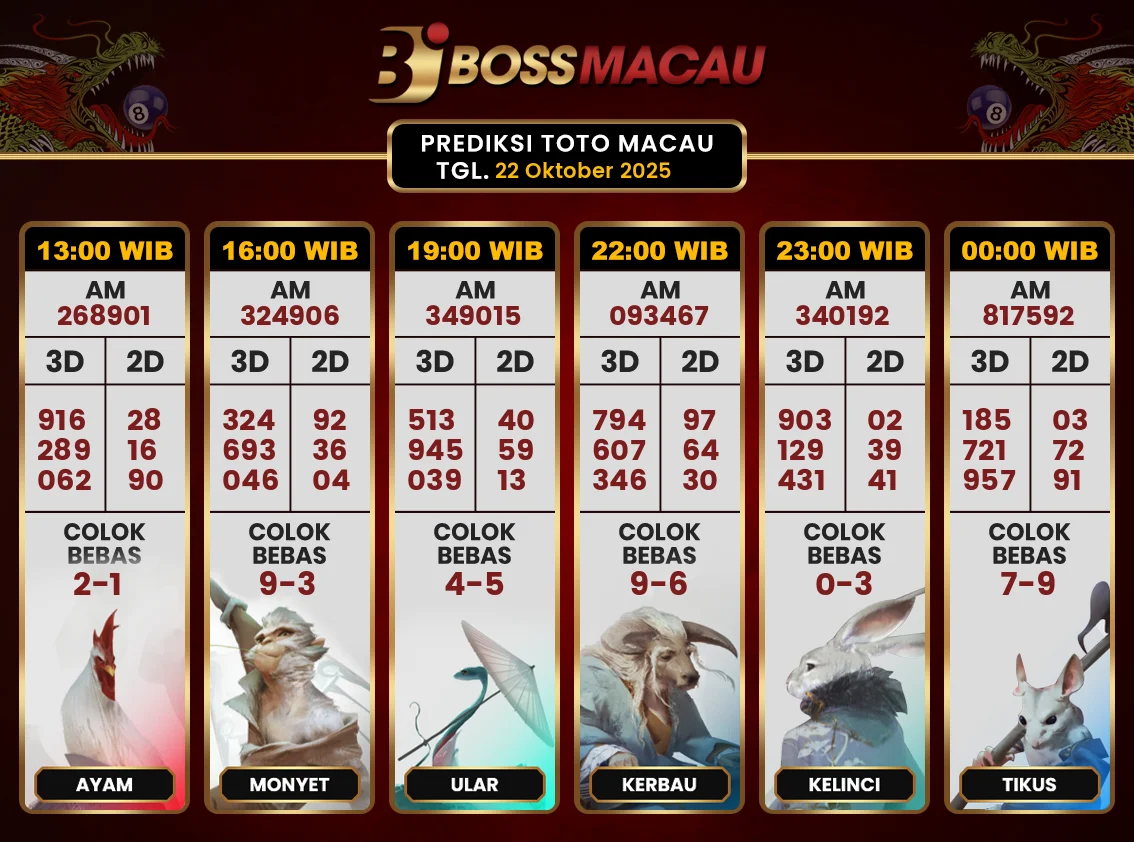 BJ BOSSMACAU
8
8
PREDIKSI TOTO MACAU
TGL. 22 Oktober 2025
13:00 WIB
AM
268901
3D 2D
916 28
289 16
062 90
COLOK
BEBAS
2-1
AYAM
16:00 WIB
AM
324906
3D 2D
324 92
693 36
046 04
COLOK
BEBAS
9-3
MONYET
19:00 WIB
AM
349015
3D 2D
513 40
945 59
039 13
COLOK
BEBAS
4-5
ULAR
22:00 WIB
AM
093467
3D 2D
794 97
607 64
346 30
COLOK
BEBAS
9-6
KERBAU
23:00 WIB
AM
340192
3D 2D
903 02
129 39
431 41
COLOK
BEBAS
0-3
KELINCI
00:00 WIB
AM
817592
3D 2D
185 03
721 72
957 91
COLOK
BEBAS
7-9
TIKUS